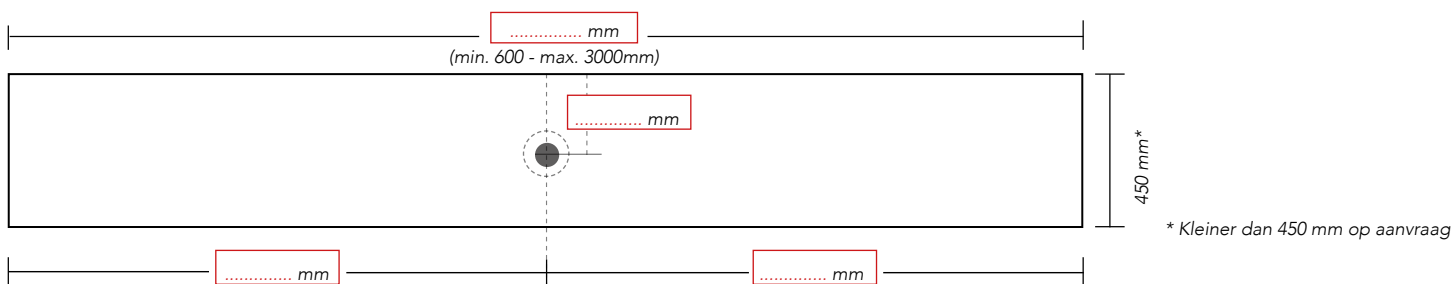 ............... mm
(min. 600 - max. 3000mm)
.............. mm
450 mm*
* Kleiner dan 450 mm op aanvraag
.............. mm
.............. mm